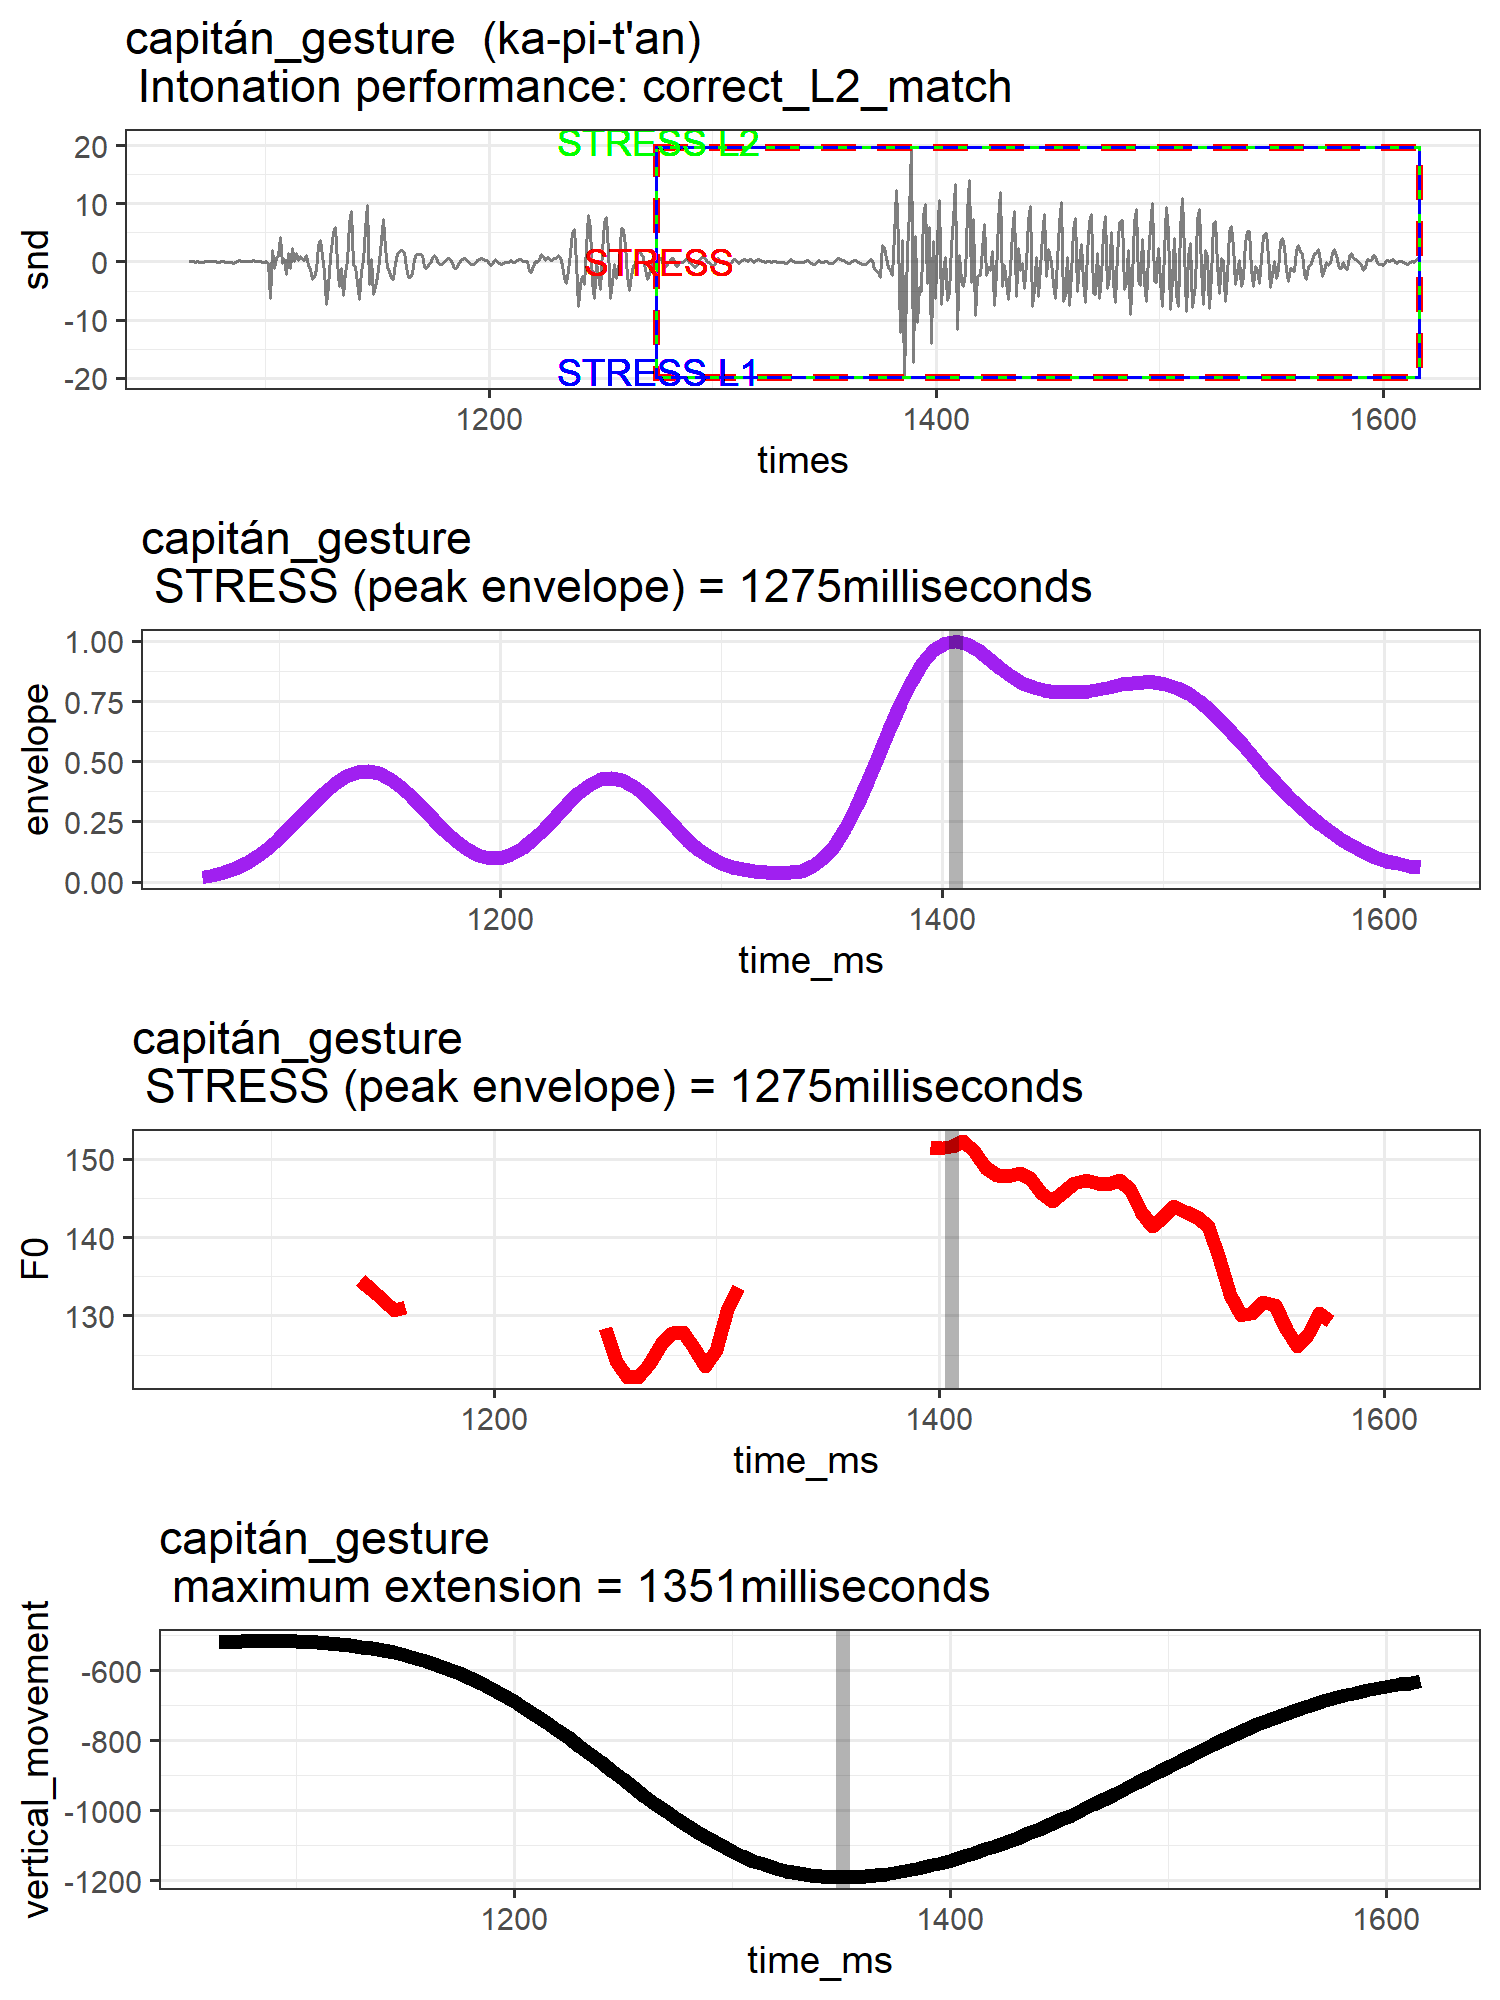 capitán_gesture  (ka-pi-t'an)
Intonation performance: correct_L2_match
STRESS L2
STRESS
STRESS L1
snd
20
10
0
-10
-20
1200
1400
1600
times
capitán_gesture
STRESS (peak envelope) = 1275milliseconds
envelope
1.00
0.75
0.50
0.25
0.00
1200
1400
1600
time_ms
capitán_gesture
STRESS (peak envelope) = 1275milliseconds
F0
150
140
130
1200
1400
1600
time_ms
capitán_gesture
maximum extension = 1351milliseconds
vertical_movement
-600
-800
-1000
-1200
1200
1400
1600
time_ms